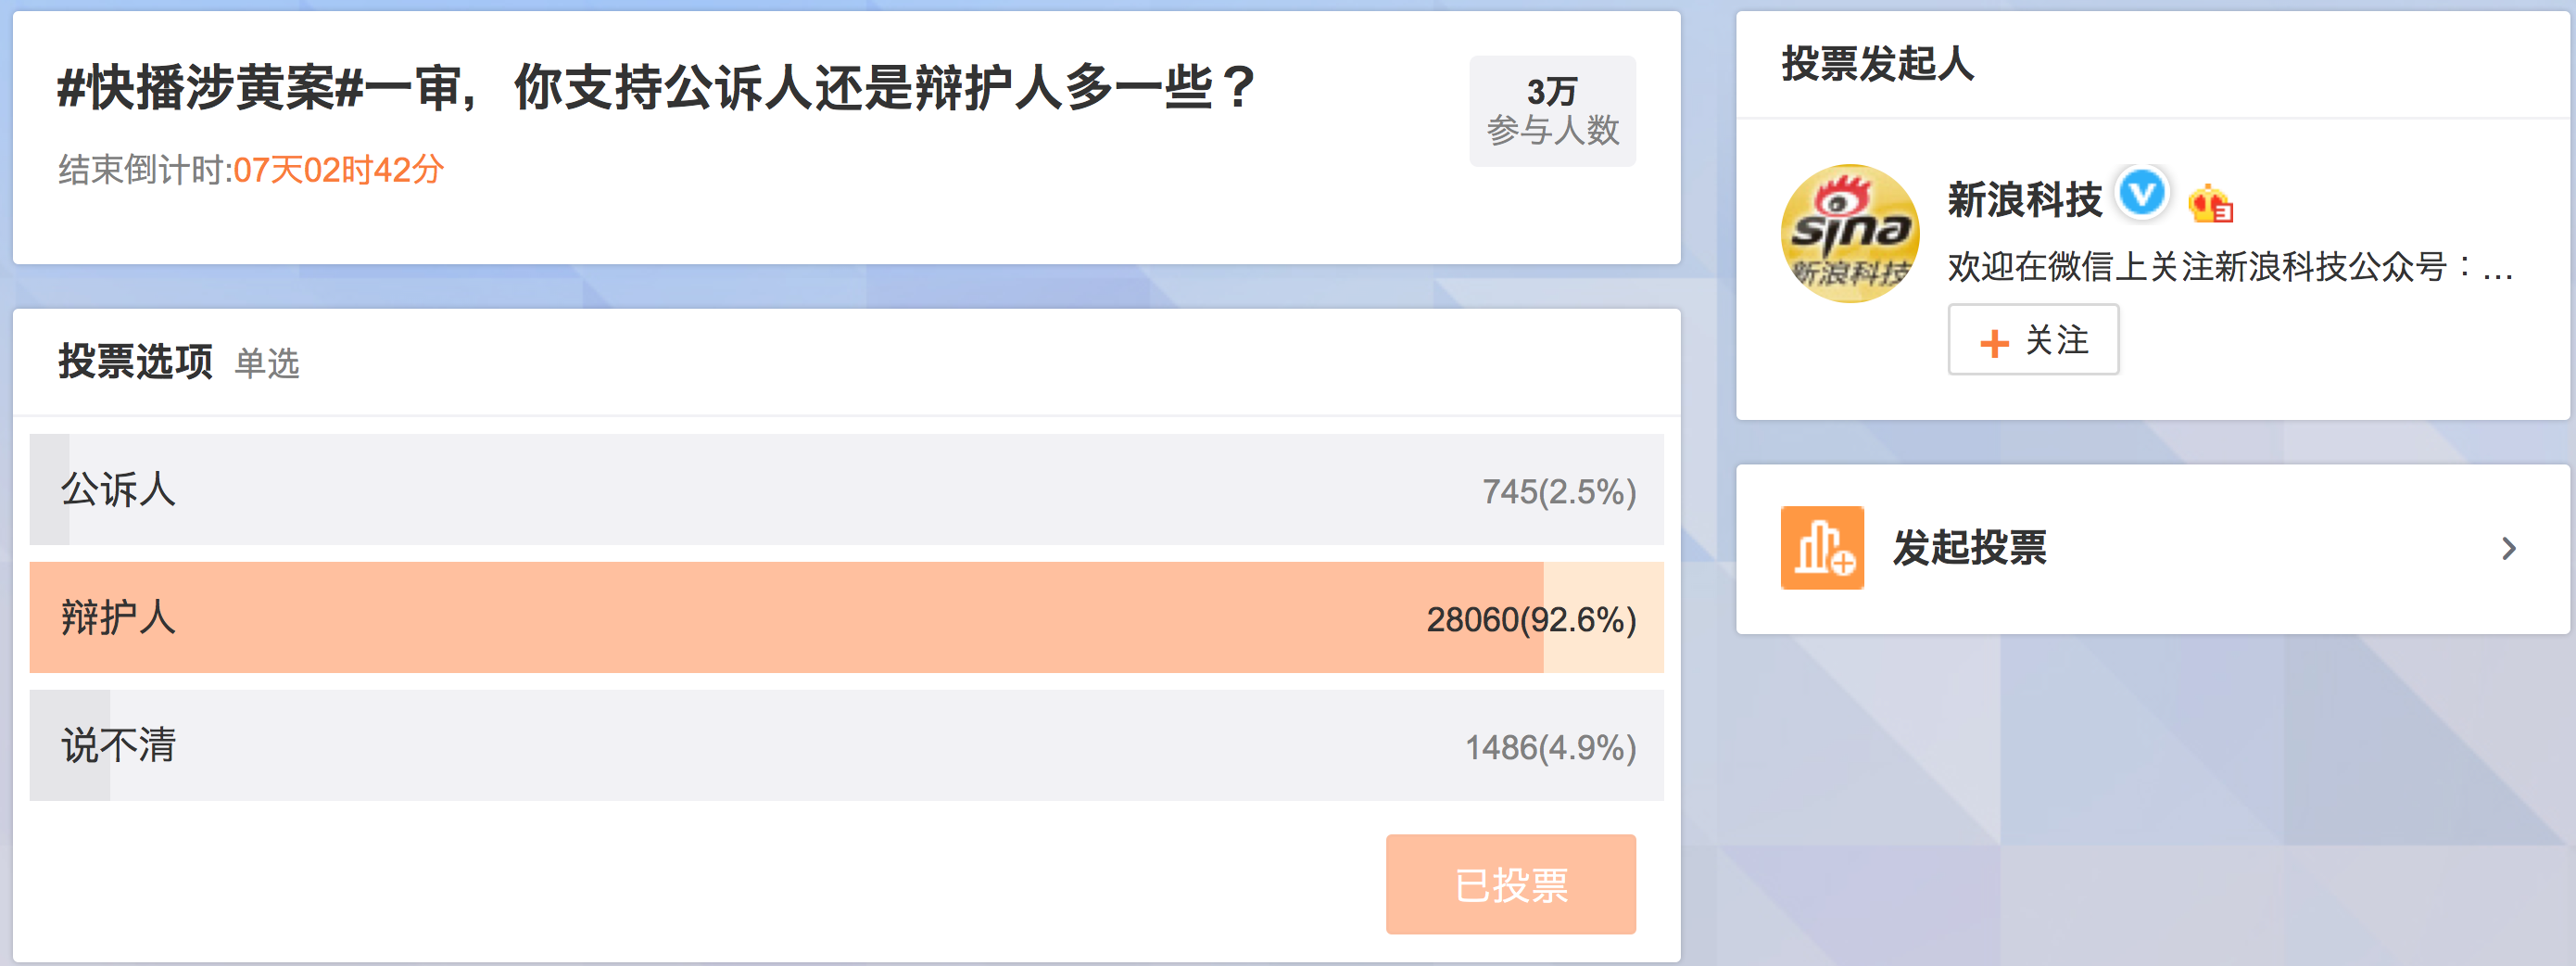 #快播涉黄案#一审，你支持公诉人还是辩护人多一些？
3万
参与人数
结束倒计时:07天02时42分
投票选项 单选
公诉人 745(2.5%)
辩护人 28060(92.6%)
说不清 1486(4.9%)
已投票
投票发起人
sina
新浪科技
新浪科技 V 3
欢迎在微信上关注新浪科技公众号：...
+ 关注
发起投票